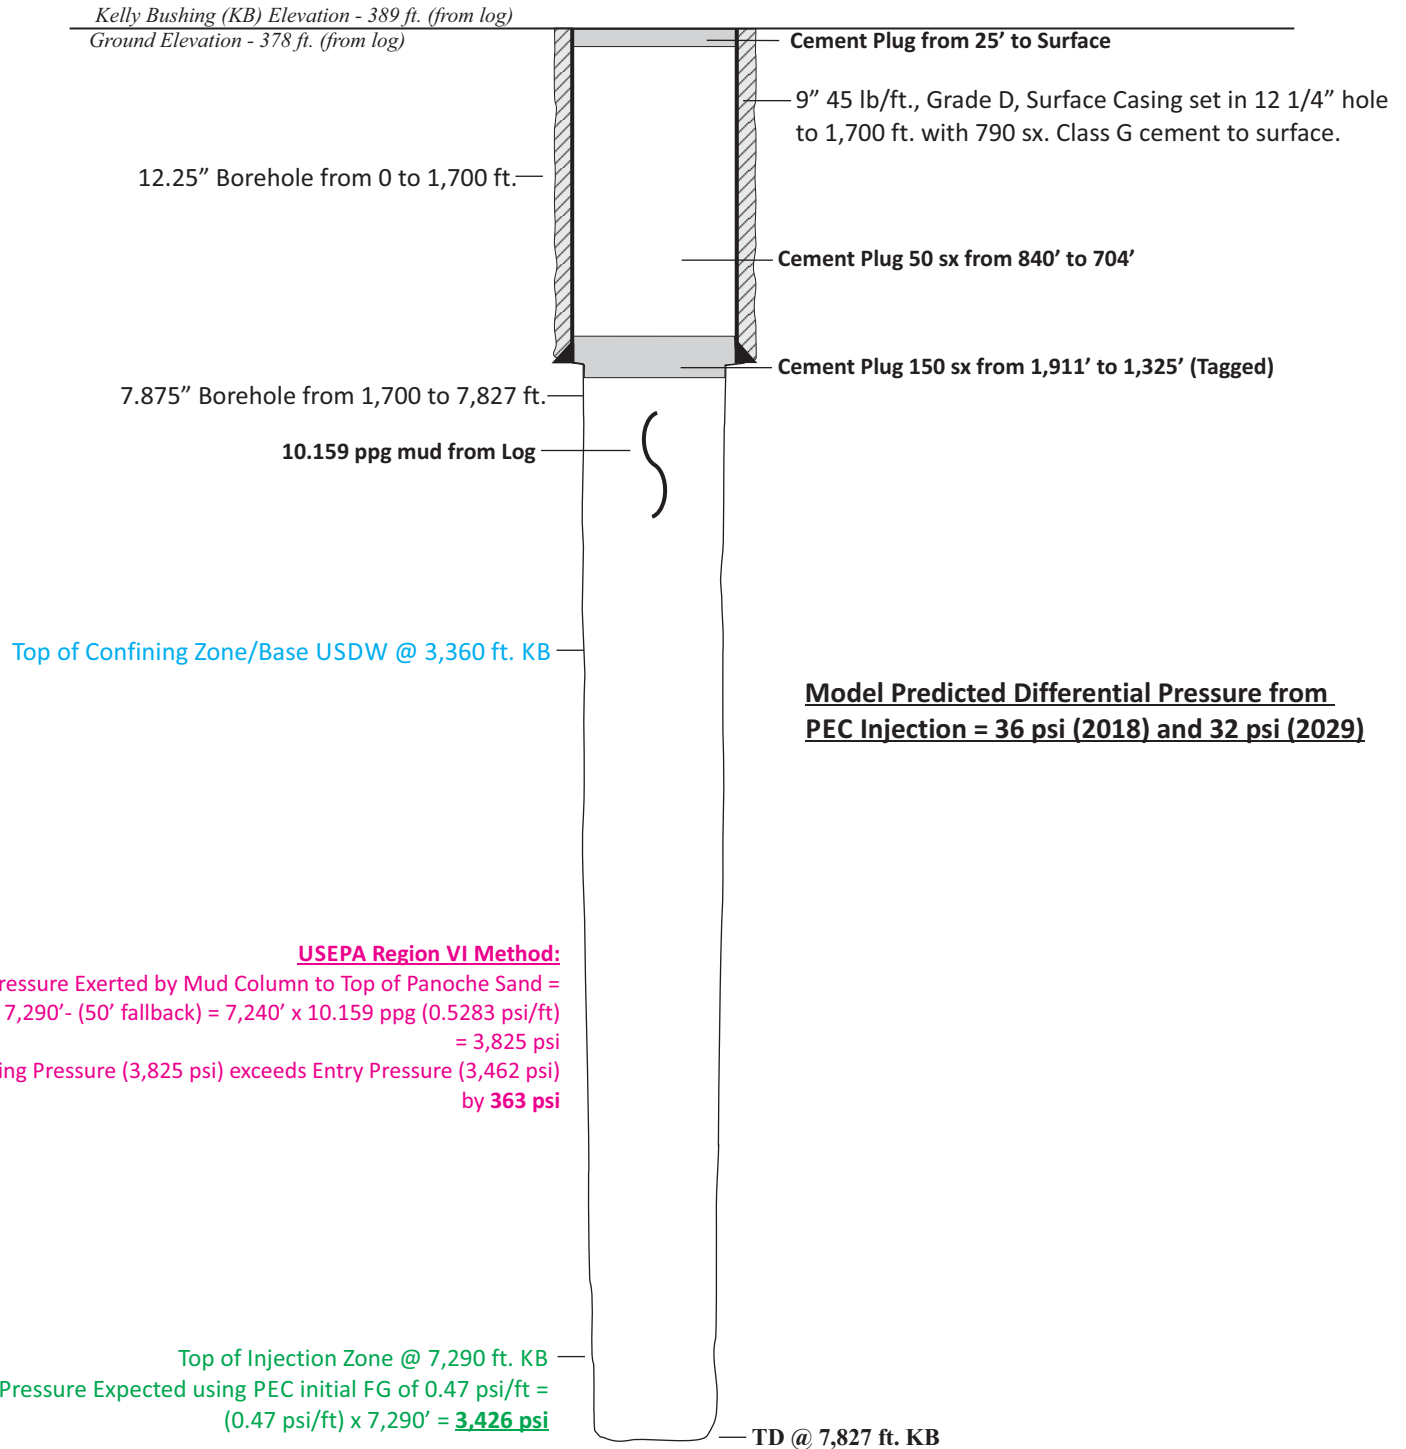 Kelly Bushing (KB) Elevation - 389 ft. (from log)
Ground Elevation - 378 ft. (from log)
Cement Plug from 25’ to Surface
9” 45 lb/ft., Grade D, Surface Casing set in 12 1/4” hole
to 1,700 ft. with 790 sx. Class G cement to surface.
12.25” Borehole from 0 to 1,700 ft.
Cement Plug 50 sx from 840’ to 704’
Cement Plug 150 sx from 1,911’ to 1,325’ (Tagged)
7.875” Borehole from 1,700 to 7,827 ft.
10.159 ppg mud from Log
Top of Confining Zone/Base USDW @ 3,360 ft. KB
Model Predicted Differential Pressure from
PEC Injection = 36 psi (2018) and 32 psi (2029)
USEPA Region VI Method:
ressure Exerted by Mud Column to Top of Panoche Sand =
7,290’- (50’ fallback) = 7,240’ x 10.159 ppg (0.5283 psi/ft)
= 3,825 psi
ing Pressure (3,825 psi) exceeds Entry Pressure (3,462 psi)
by 363 psi
Top of Injection Zone @ 7,290 ft. KB
Pressure Expected using PEC initial FG of 0.47 psi/ft =
(0.47 psi/ft) x 7,290’ = 3,426 psi
TD @ 7,827 ft. KB